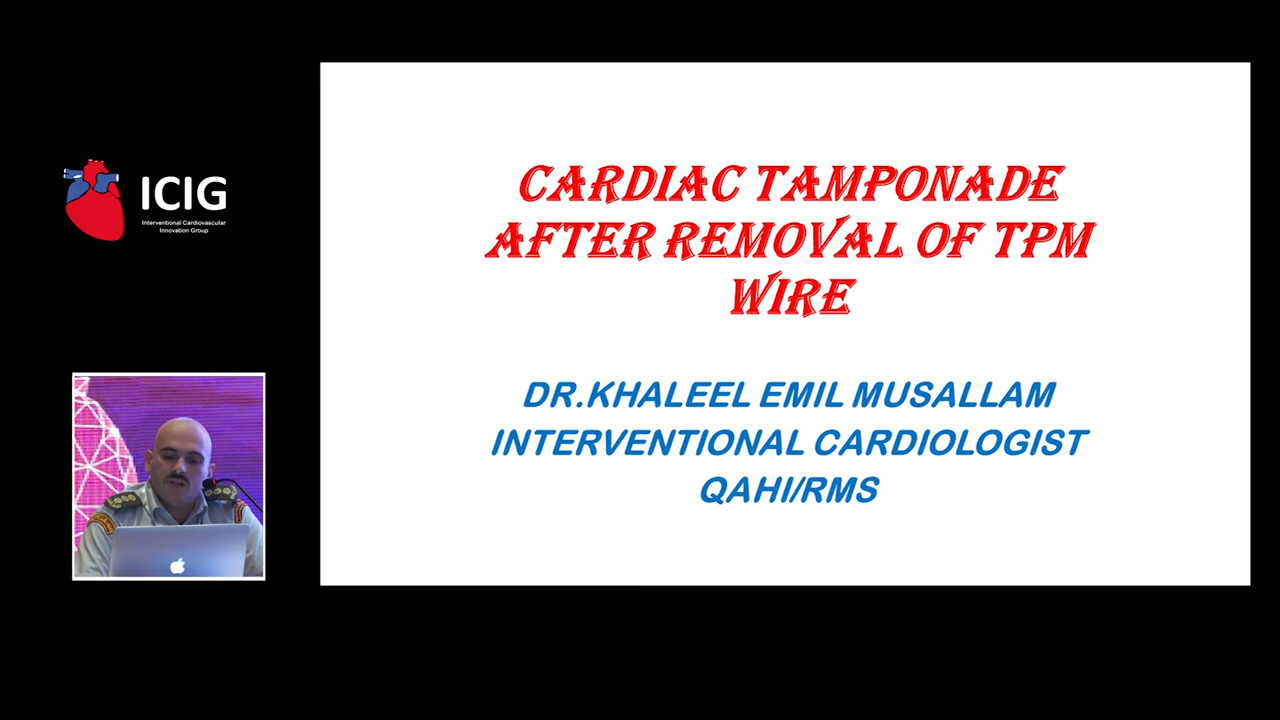 ICIG
Interventional Cardiovascular
Innovation Group
CARDIAC TAMPONADE
AFTER REMOVAL OF TPM
WIRE
DR.KHALEEL EMIL MUSALLAM
INTERVENTIONAL CARDIOLOGIST
QAHI/RMS